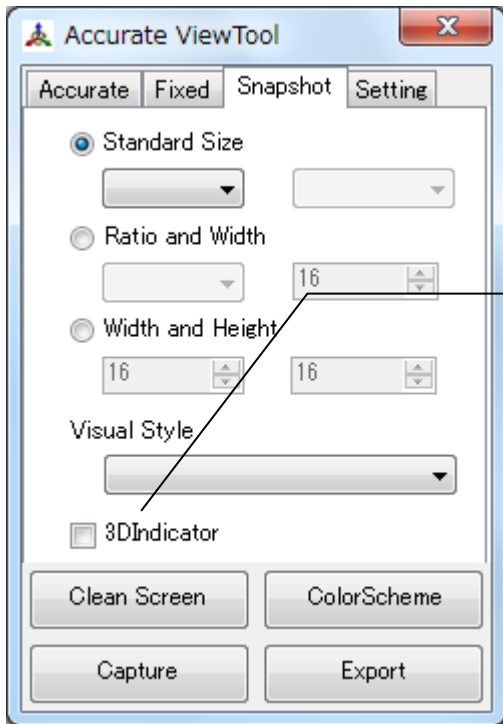 Accurate ViewTool
Accurate Fixed Snapshot Setting
Standard Size
Ratio and Width
16
Width and Height
16 16
Visual Style
3DIndicator
Clean Screen ColorScheme
Capture Export